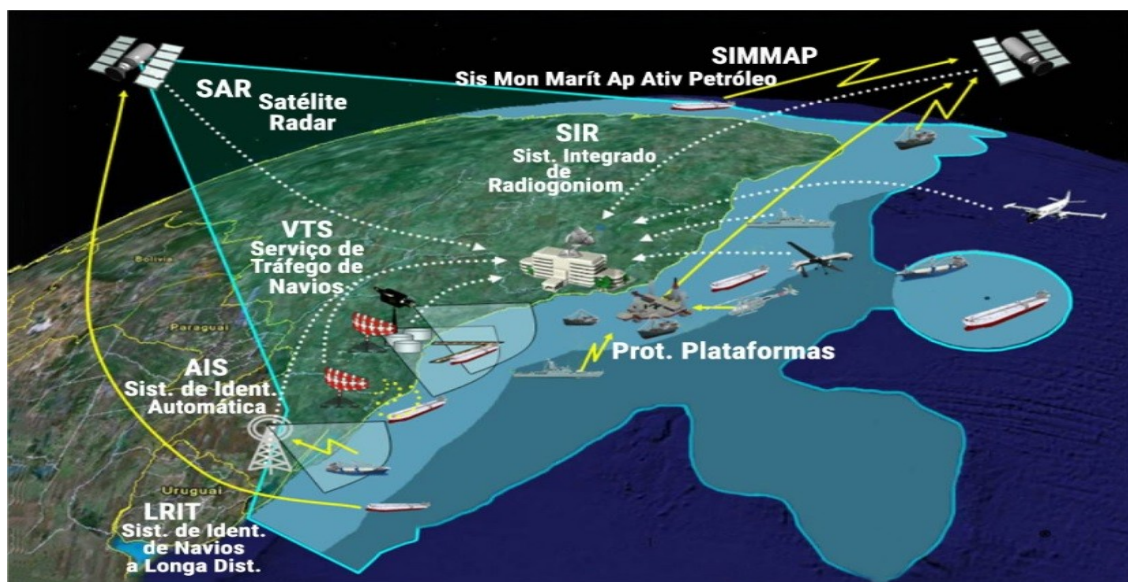 SIMMAP
Sis Mon Marít Ap Ativ Petróleo
SAR
Satélite
Radar
SIR
Sist. Integrado
de
Radiogoniom
VTS
Serviço de
Tráfego de
Navios
Bolivia
Paraguai
Prot. Plataformas
AIS
Sist. de Ident.
Automática
Uruguai
LRIT
Sist. de Ident.
de Navios
a Longa Dist.